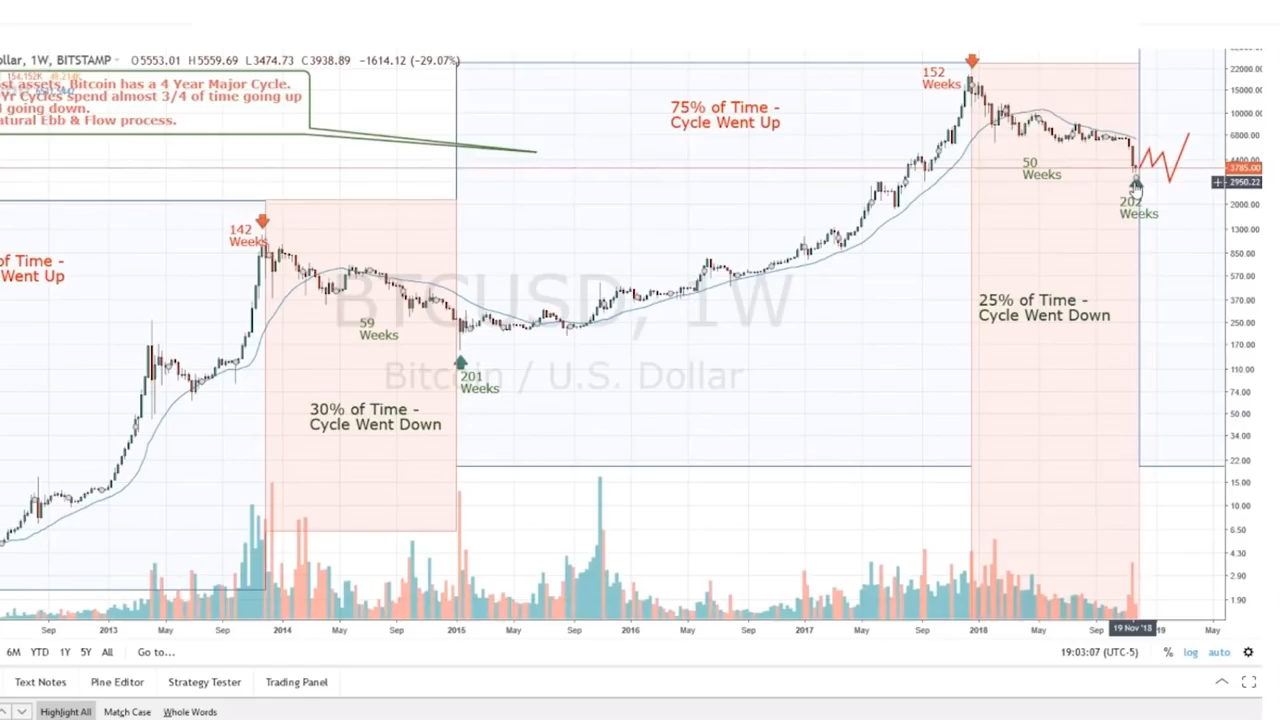 ollar, 1W, BITSTAMP O5553.01 H5559.69 L3474.73 C3938.89 −1614.12 (−29.07%)
st assets, Bitcoin has a 4 Year Major Cycle.
Yr Cycles spend almost 3/4 of time going up
going down.
atural Ebb & Flow process.
75% of Time -
Cycle Went Up
152
Weeks
50
Weeks
202
Weeks
142
Weeks
of Time -
Went Up
59
Weeks
201
Weeks
30% of Time -
Cycle Went Down
25% of Time -
Cycle Went Down
BTCUSD, 1W
Bitcoin / U.S. Dollar
22000.00
15000.00
10000.00
6800.00
4400.00
3785.00
2950.22
2000.00
1300.00
850.00
570.00
370.00
250.00
170.00
110.00
74.00
50.00
34.00
22.00
15.00
10.00
6.50
4.30
2.90
1.90
Sep 2013 May Sep 2014 May Sep 2015 May Sep 2016 May Sep 2017 May Sep 2018 May Sep 19 Nov '18 19 May
6M YTD 1Y 5Y All Go to... 19:03:07 (UTC-5) % log auto
Text Notes Pine Editor Strategy Tester Trading Panel
Highlight All Match Case Whole Words